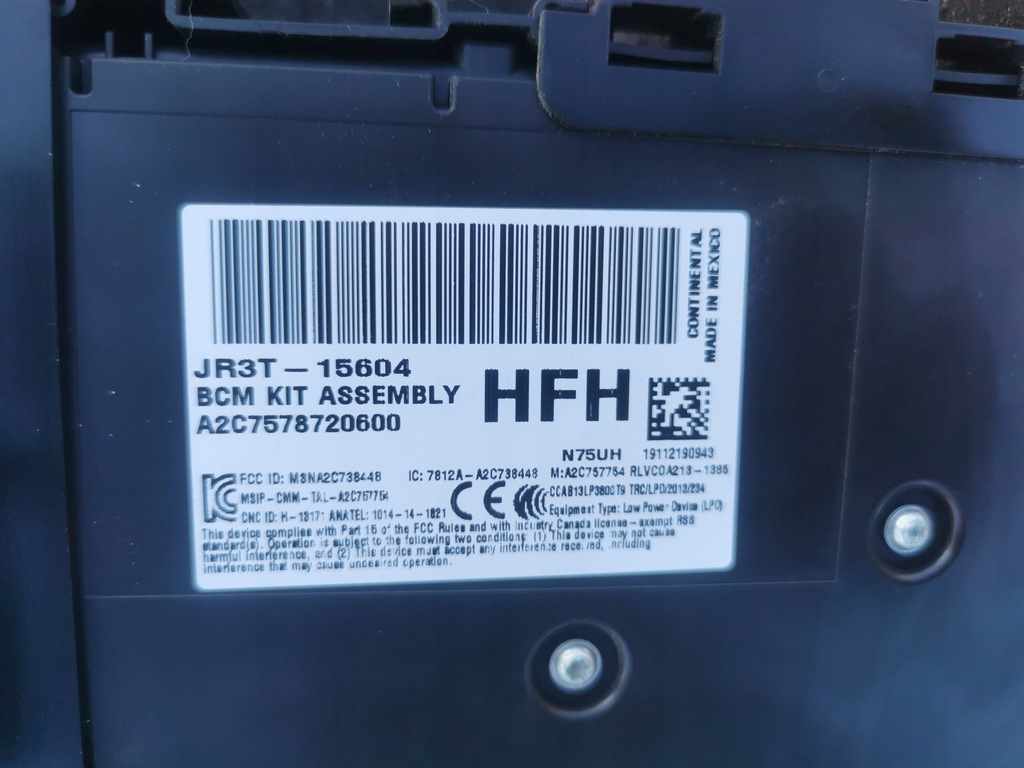 CONTINENTAL
MADE IN MEXICO
JR3T – 15604
BCM KIT ASSEMBLY
A2C7578720600
HFH
N75UH 19112190943
FCC ID: M3NA2C738448 IC: 7812A-A2C738448 M:A2C757754 RLVCOA213-1385
MSIP-CMM-TAL-A2C757754
CCAB13LP3800T9 TRC/LPD/2013/234
CNC ID: H-13171 ANATEL: 1014-14-1821
CE
Equipment Type: Low Power Device (LPD)
This device complies with Part 15 of the FCC Rules and with Industry Canada license-exempt RSS
standard(s). Operation is subject to the following two conditions: (1) This device may not cause
harmful interference, and (2) This device must accept any interference received, including
interference that may cause undesired operation.